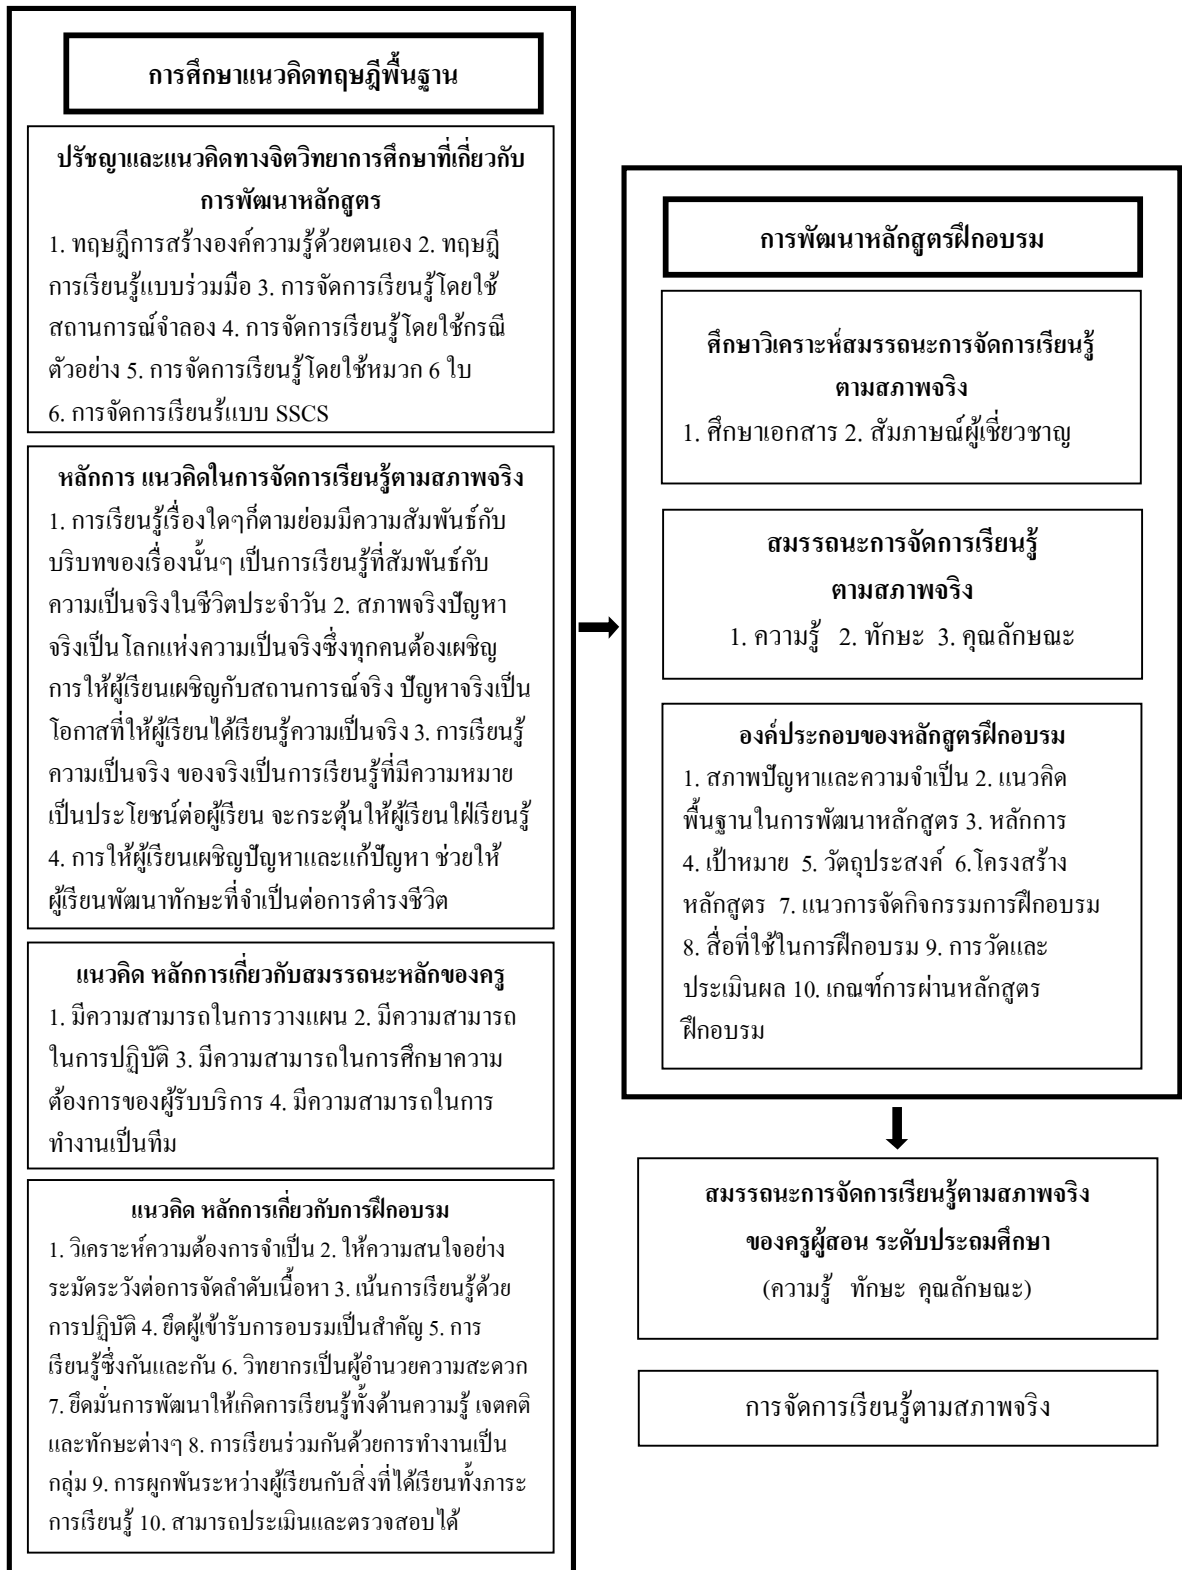 การศึกษาแนวคิดทฤษฎีพื้นฐาน
ปรัชญาและแนวคิดทางจิตวิทยาการศึกษาที่เกี่ยวกับ
การพัฒนาหลักสูตร
1. ทฤษฎีการสร้างองค์ความรู้ด้วยตนเอง 2. ทฤษฎี
การเรียนรู้แบบร่วมมือ 3. การจัดการเรียนรู้โดยใช้
สถานการณ์จำลอง 4. การจัดการเรียนรู้โดยใช้กรณี
ตัวอย่าง 5. การจัดการเรียนรู้โดยใช้หมวก 6 ใบ
6. การจัดการเรียนรู้แบบ SSCS
หลักการ แนวคิดในการจัดการเรียนรู้ตามสภาพจริง
1. การเรียนรู้เรื่องใดๆก็ตามย่อมมีความสัมพันธ์กับ
บริบทของเรื่องนั้นๆ เป็นการเรียนรู้ที่สัมพันธ์กับ
ความเป็นจริงในชีวิตประจำวัน 2. สภาพจริงปัญหา
จริงเป็นโลกแห่งความเป็นจริงซึ่งทุกคนต้องเผชิญ
การให้ผู้เรียนเผชิญกับสถานการณ์จริง ปัญหาจริงเป็น
โอกาสที่ให้ผู้เรียนได้เรียนรู้ความเป็นจริง 3. การเรียนรู้
ความเป็นจริง ของจริงเป็นการเรียนรู้ที่มีความหมาย
เป็นประโยชน์ต่อผู้เรียน จะกระตุ้นให้ผู้เรียนใฝ่เรียนรู้
4. การให้ผู้เรียนเผชิญปัญหาและแก้ปัญหา ช่วยให้
ผู้เรียนพัฒนาทักษะที่จำเป็นต่อการดำรงชีวิต
แนวคิด หลักการเกี่ยวกับสมรรถนะหลักของครู
1. มีความสามารถในการวางแผน 2. มีความสามารถ
ในการปฏิบัติ 3. มีความสามารถในการศึกษาความ
ต้องการของผู้รับบริการ 4. มีความสามารถในการ
ทำงานเป็นทีม
แนวคิด หลักการเกี่ยวกับการฝึกอบรม
1. วิเคราะห์ความต้องการจำเป็น 2. ให้ความสนใจอย่าง
ระมัดระวังต่อการจัดลำดับเนื้อหา 3. เน้นการเรียนรู้ด้วย
การปฏิบัติ 4. ยึดผู้เข้ารับการอบรมเป็นสำคัญ 5. การ
เรียนรู้ซึ่งกันและกัน 6. วิทยากรเป็นผู้อำนวยความสะดวก
7. ยึดมั่นการพัฒนาให้เกิดการเรียนรู้ทั้งด้านความรู้ เจตคติ
และทักษะต่างๆ 8. การเรียนร่วมกันด้วยการทำงานเป็น
กลุ่ม 9. การผูกพันระหว่างผู้เรียนกับสิ่งที่ได้เรียนทั้งภาระ
การเรียนรู้ 10. สามารถประเมินและตรวจสอบได้
การพัฒนาหลักสูตรฝึกอบรม
ศึกษาวิเคราะห์สมรรถนะการจัดการเรียนรู้
ตามสภาพจริง
1. ศึกษาเอกสาร 2. สัมภาษณ์ผู้เชี่ยวชาญ
สมรรถนะการจัดการเรียนรู้
ตามสภาพจริง
1. ความรู้ 2. ทักษะ 3. คุณลักษณะ
องค์ประกอบของหลักสูตรฝึกอบรม
1. สภาพปัญหาและความจำเป็น 2. แนวคิด
พื้นฐานในการพัฒนาหลักสูตร 3. หลักการ
4. เป้าหมาย 5. วัตถุประสงค์ 6.โครงสร้าง
หลักสูตร 7. แนวการจัดกิจกรรมการฝึกอบรม
8. สื่อที่ใช้ในการฝึกอบรม 9. การวัดและ
ประเมินผล 10. เกณฑ์การผ่านหลักสูตร
ฝึกอบรม
สมรรถนะการจัดการเรียนรู้ตามสภาพจริง
ของครูผู้สอน ระดับประถมศึกษา
(ความรู้ ทักษะ คุณลักษณะ)
การจัดการเรียนรู้ตามสภาพจริง